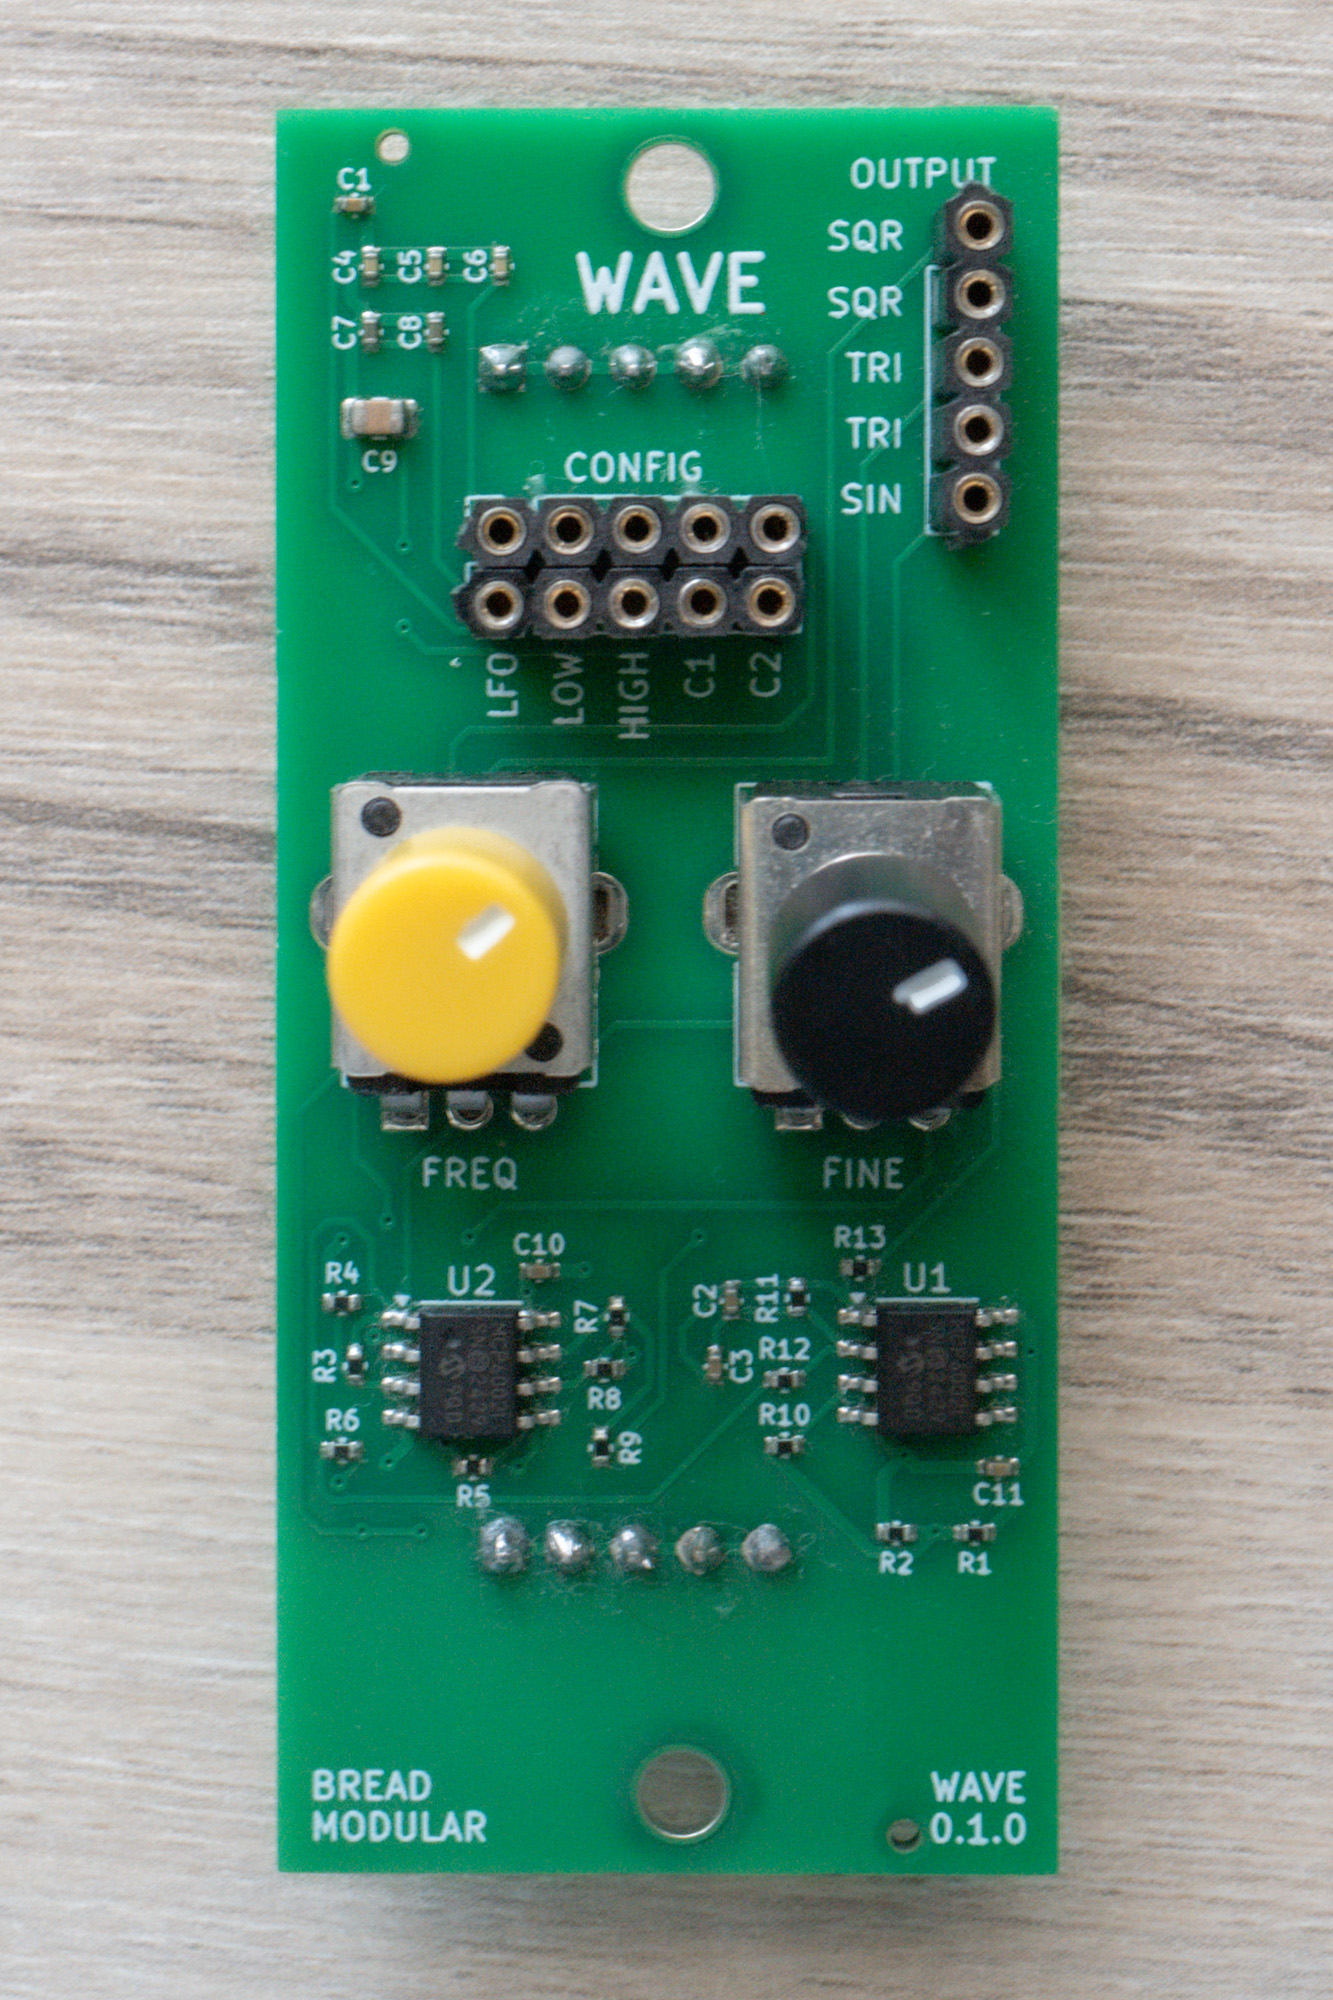 OUTPUT
C1
SQR
C4 C5 C6
WAVE
SQR
C7 C8
TRI
TRI
C9
CONFIG
SIN
LFO LOW HIGH C1 C2
FREQ
FINE
C10
R13
R4
U2
U1
C2
R11
R7
R3
C3
R12
R8
R6
R10
R9
R5
C11
R2
R1
BREAD
MODULAR
WAVE
0.1.0